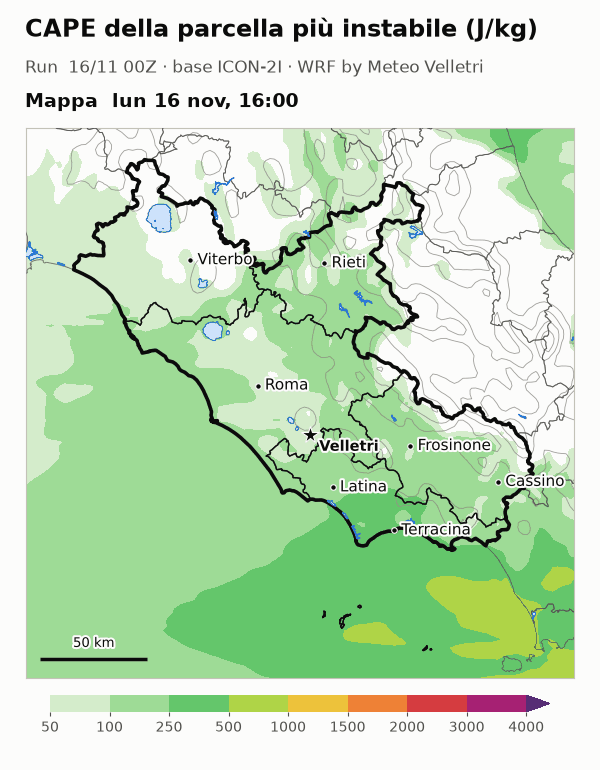 CAPE della parcella più instabile (J/kg)
Run  16/11 00Z · base ICON-2I · WRF by Meteo Velletri
Mappa  lun 16 nov, 16:00
Viterbo
Rieti
Roma
Velletri
Frosinone
Cassino
Latina
Terracina
50 km
50 100 250 500 1000 1500 2000 3000 4000